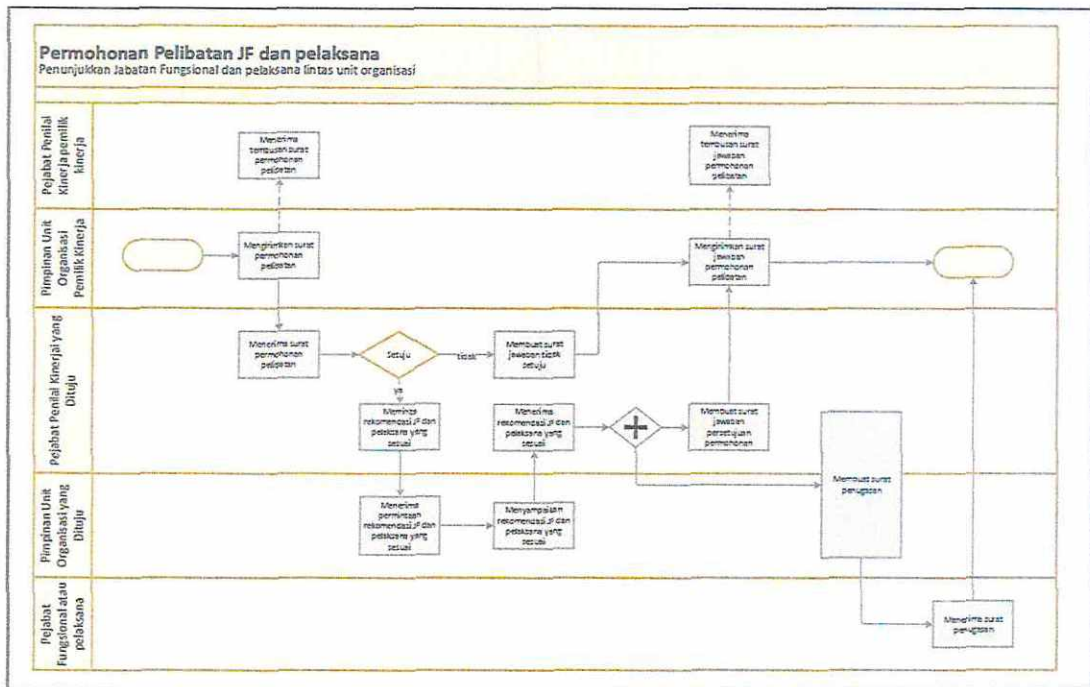 Permohonan Pelibatan JF dan pelaksana
Penunjukkan Jabatan Fungsional dan pelaksana lintas unit organisasi
Pejabat Penilai
Kinerja pemilik
kinerja
Menerima
tembusan surat
permohonan
pelibatan
Menerima
tembusan surat
jawaban
permohonan
pelibatan
Pimpinan Unit
Organisasi
Pemilik Kinerja
Mengirimkan surat
permohonan
pelibatan
Mengirimkan surat
jawaban
permohonan
pelibatan
Pejabat Penilai Kinerjai yang
Dituju
Menerima surat
permohonan
pelibatan
Setuju
tidak
Membuat surat
jawaban tidak
setuju
ya
Meminta
rekomendasi JF dan
pelaksana yang
sesuai
Menerima
rekomendasi JF dan
pelaksana yang
sesuai
Membuat surat
jawaban
persetujuan
permohonan
Membuat surat
penugasan
Pimpinan Unit
Organisasi yang
Dituju
Menerima
permintaan
rekomendasi JF dan
pelaksana yang
sesuai
Menyampaikan
rekomendasi JF dan
pelaksana yang
sesuai
Pejabat
Fungsional atau
pelaksana
Menerima surat
penugasan